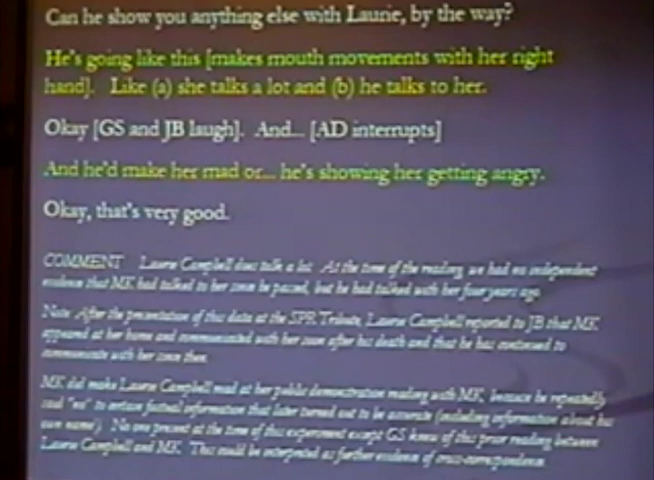 Can he show you anything else with Laurie, by the way?
He's going like this [makes mouth movements with her right
hand]. Like (a) she talks a lot and (b) he talks to her.
Okay [GS and JB laugh]. And... [AD interrupts]
And he'd make her mad or... he's showing her getting angry.
Okay, that's very good.
COMMENT Laurie Campbell does talk a lot. At the time of the reading, we had no independent
evidence that MK had talked to her since he passed, but he had talked with her four years ago.
Note: After the presentation of this data at the SPR Tribute, Laurie Campbell reported to JB that MK
appeared at her home and communicated with her soon after his death and that he has continued to
communicate with her since then.
MK did make Laurie Campbell mad at her public demonstration reading with MK, because he repeatedly
said "no" to certain factual information that later turned out to be accurate (including information about his
own name). No one present at the time of this experiment except GS knew of this prior reading between
Laurie Campbell and MK. This could be interpreted as further evidence of cross-correspondence.